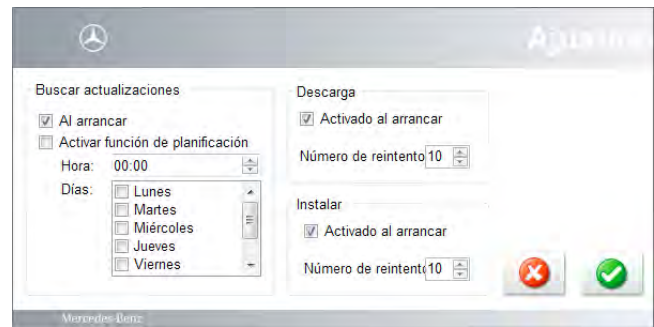 Buscar actualizaciones
Al arrancar
Activar función de planificación
Hora: 00:00
Días:
Lunes
Martes
Miércoles
Jueves
Viernes
Descarga
Activado al arrancar
Número de reintento 10
Instalar
Activado al arrancar
Número de reintent 10
Mercedes-Benz